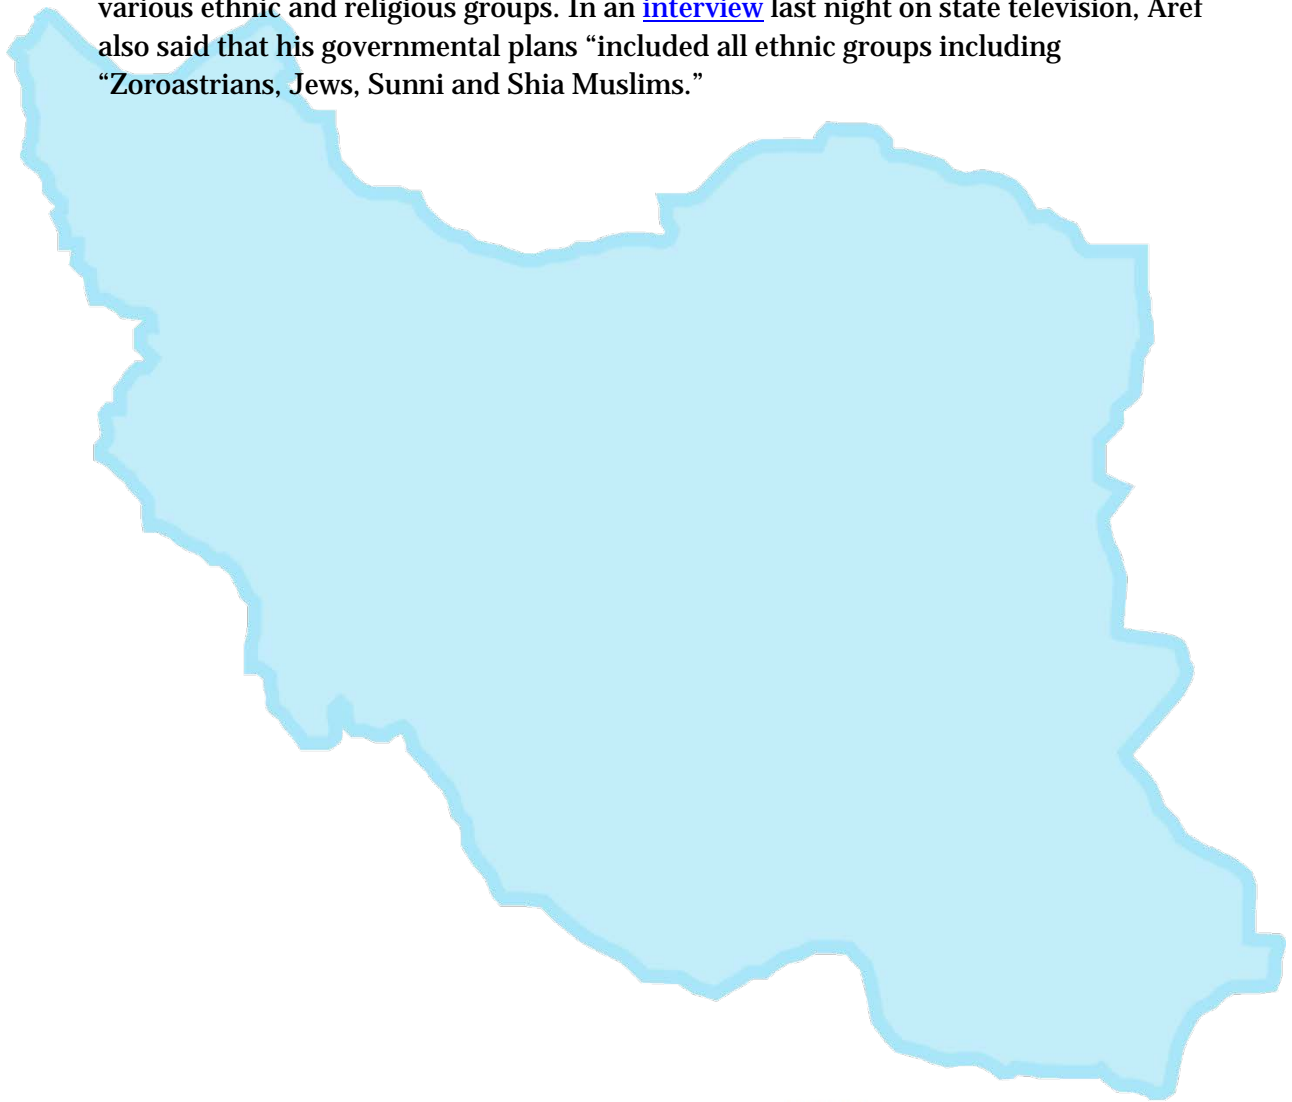 various ethnic and religious groups. In an interview last night on state television, Aref
also said that his governmental plans “included all ethnic groups including
“Zoroastrians, Jews, Sunni and Shia Muslims.”